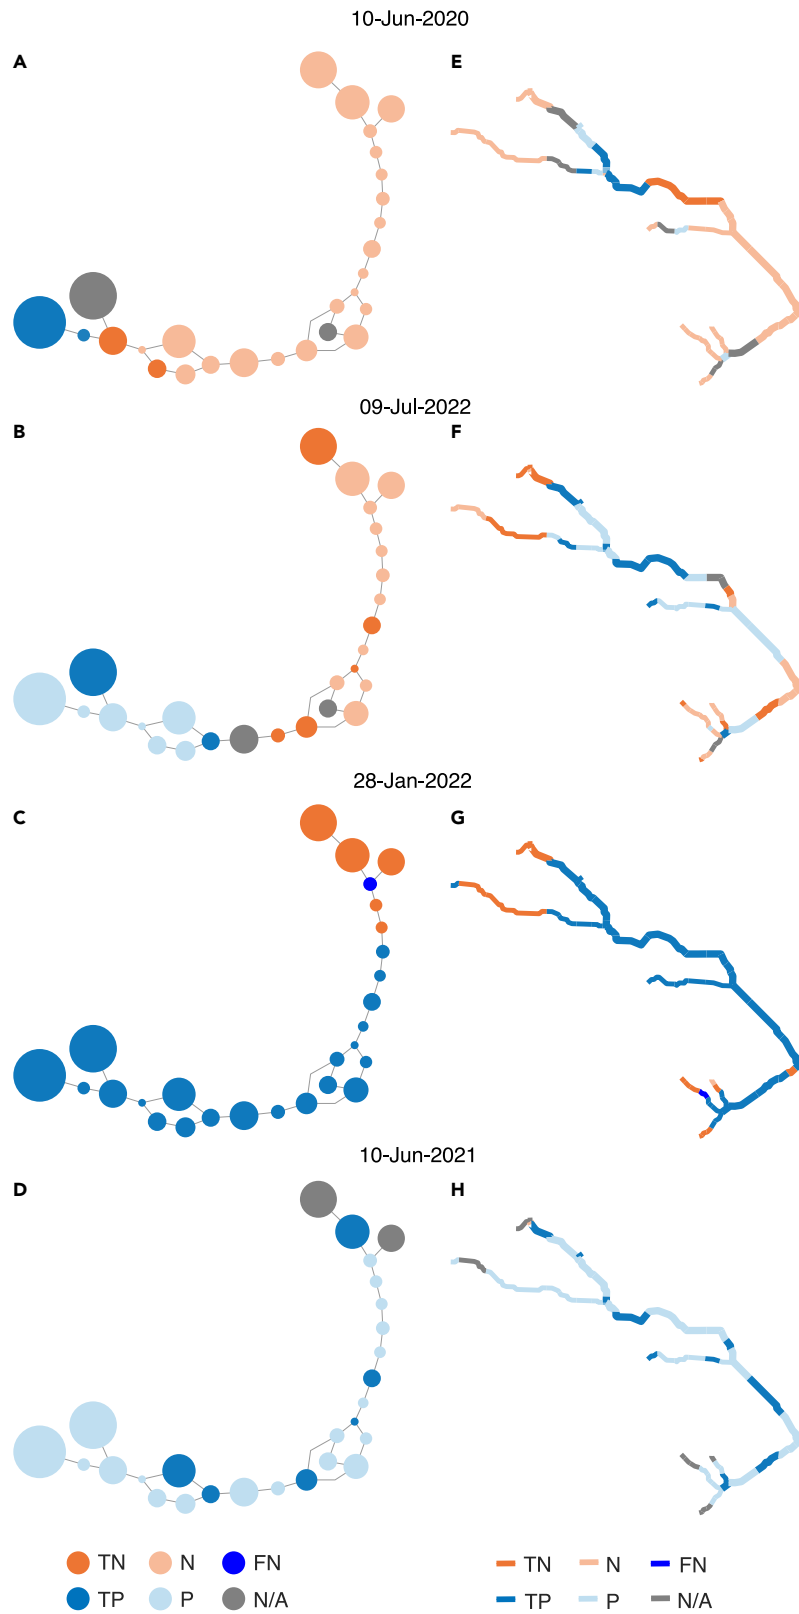 10-Jun-2020
A E
09-Jul-2022
B F
28-Jan-2022
C G
10-Jun-2021
D H
TN N FN TN N FN
TP P N/A TP P N/A